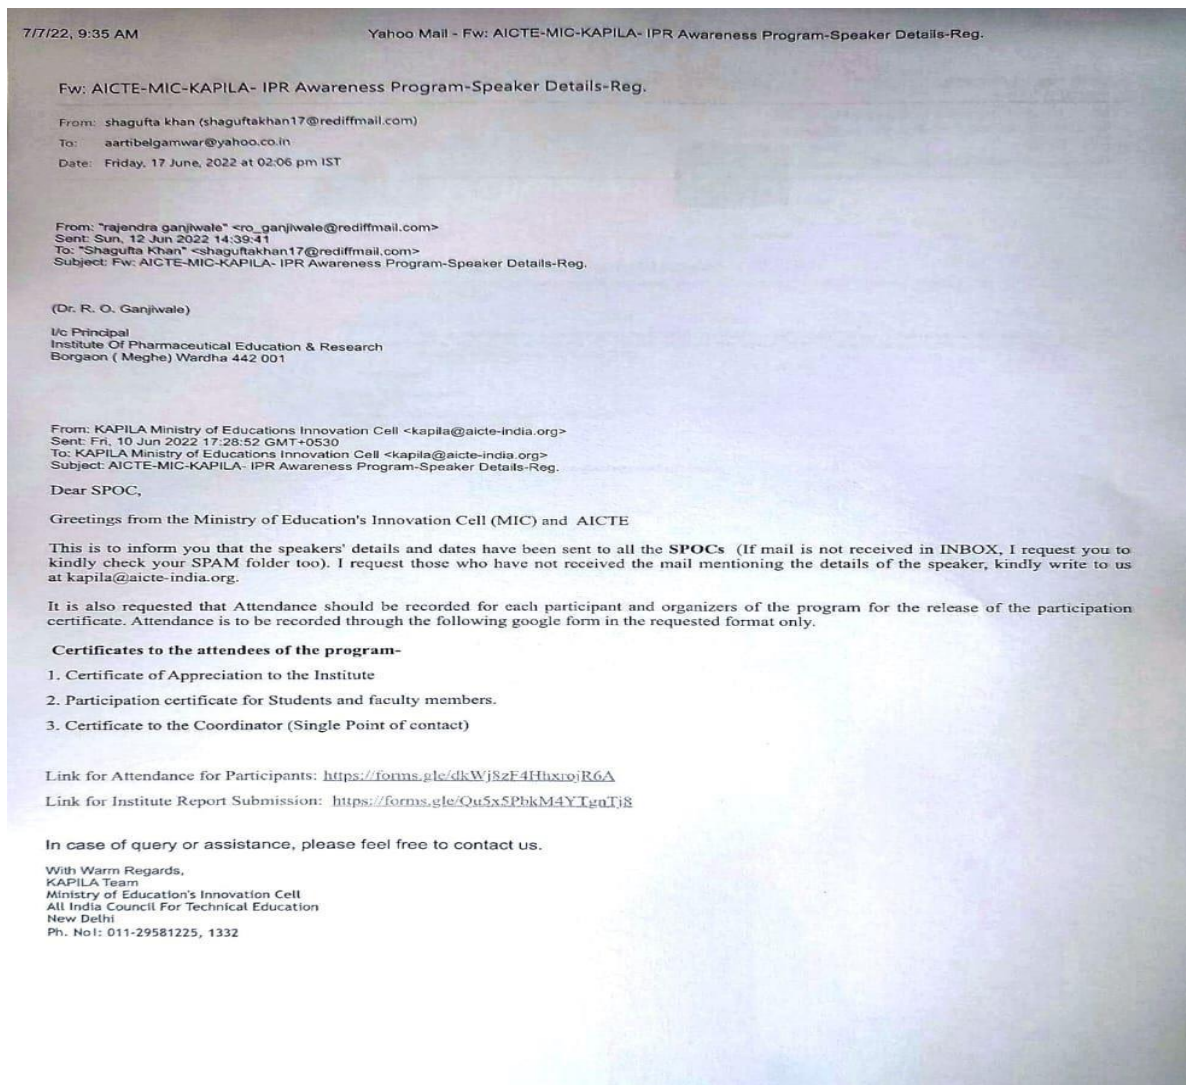 7/7/22, 9:35 AM Yahoo Mail - Fw: AICTE-MIC-KAPILA- IPR Awareness Program-Speaker Details-Reg.
Fw: AICTE-MIC-KAPILA- IPR Awareness Program-Speaker Details-Reg.
From: shagufta khan (shaguftakhan17@rediffmail.com)
To: aartibelgamwar@yahoo.co.in
Date: Friday, 17 June, 2022 at 02:06 pm IST
From: "rajendra ganjiwale" <ro_ganjiwale@rediffmail.com>
Sent: Sun, 12 Jun 2022 14:39:41
To: "Shagufta Khan" <shaguftakhan17@rediffmail.com>
Subject: Fw: AICTE-MIC-KAPILA- IPR Awareness Program-Speaker Details-Reg.
(Dr. R. O. Ganjiwale)
I/c Principal
Institute Of Pharmaceutical Education & Research
Borgaon ( Meghe) Wardha 442 001
From: KAPILA Ministry of Educations Innovation Cell <kapila@aicte-india.org>
Sent: Fri, 10 Jun 2022 17:28:52 GMT+0530
To: KAPILA Ministry of Educations Innovation Cell <kapila@aicte-india.org>
Subject: AICTE-MIC-KAPILA- IPR Awareness Program-Speaker Details-Reg.
Dear SPOC,
Greetings from the Ministry of Education's Innovation Cell (MIC) and AICTE
This is to inform you that the speakers' details and dates have been sent to all the SPOCs (If mail is not received in INBOX, I request you to
kindly check your SPAM folder too). I request those who have not received the mail mentioning the details of the speaker, kindly write to us
at kapila@aicte-india.org.
It is also requested that Attendance should be recorded for each participant and organizers of the program for the release of the participation
certificate. Attendance is to be recorded through the following google form in the requested format only.
Certificates to the attendees of the program-
1. Certificate of Appreciation to the Institute
2. Participation certificate for Students and faculty members.
3. Certificate to the Coordinator (Single Point of contact)
Link for Attendance for Participants: https://forms.gle/dkWj8zF4HhxrojR6A
Link for Institute Report Submission: https://forms.gle/Qu5x5PbkM4YTgnTj8
In case of query or assistance, please feel free to contact us.
With Warm Regards,
KAPILA Team
Ministry of Education's Innovation Cell
All India Council For Technical Education
New Delhi
Ph. No1: 011-29581225, 1332